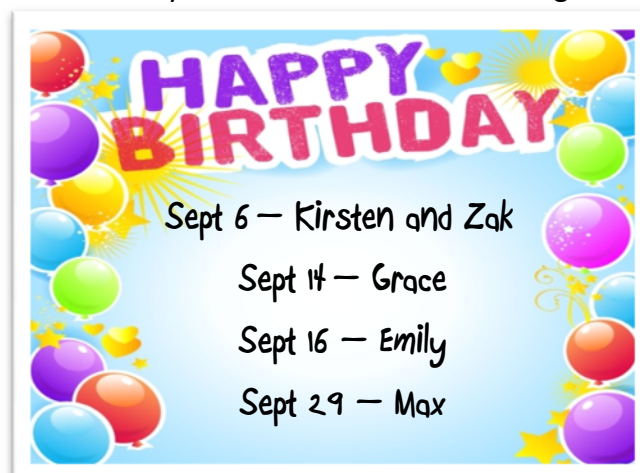 HAPPY
BIRTHDAY
Sept 6 – Kirsten and Zak
Sept 14 – Grace
Sept 16 – Emily
Sept 29 – Max